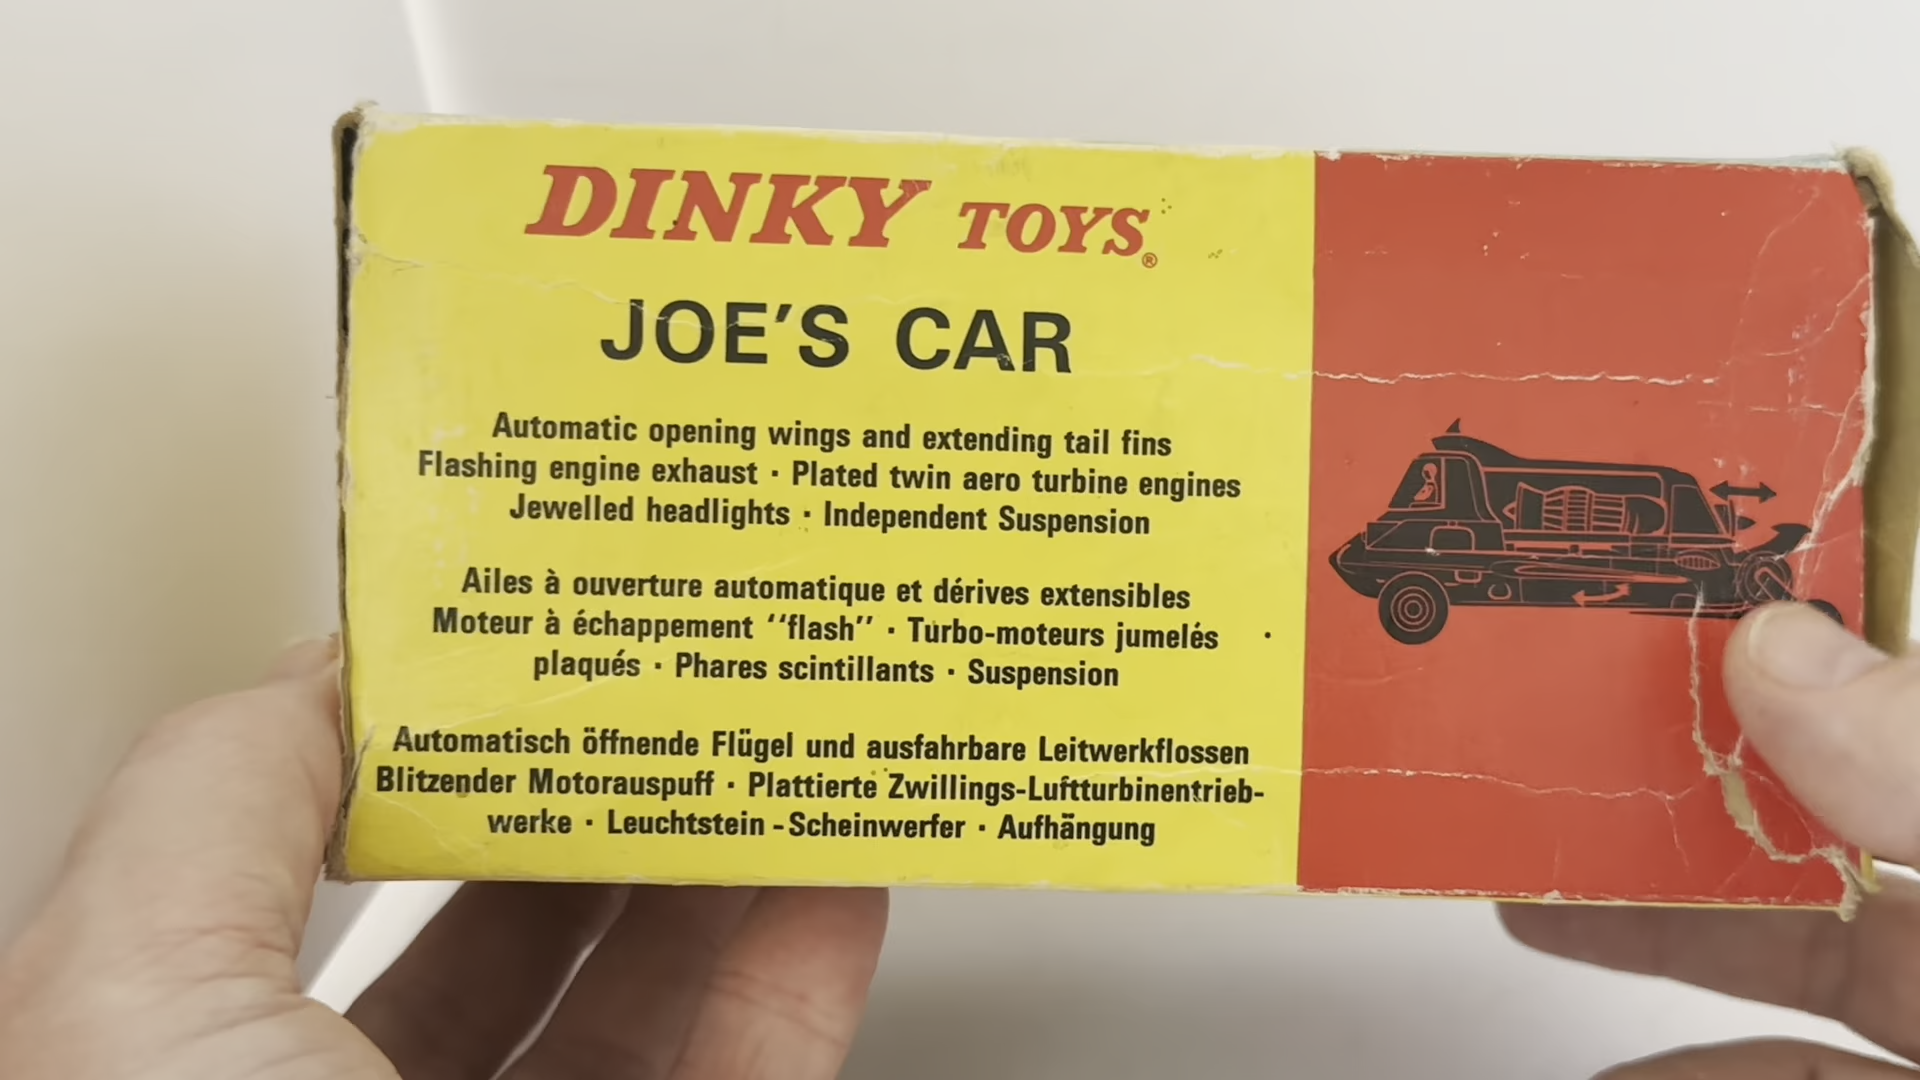 DINKY TOYS®
JOE'S CAR
Automatic opening wings and extending tail fins
Flashing engine exhaust · Plated twin aero turbine engines
Jewelled headlights · Independent Suspension
Ailes à ouverture automatique et dérives extensibles
Moteur à échappement ‘‘flash’’ · Turbo-moteurs jumelés ·
plaqués · Phares scintillants · Suspension
Automatisch öffnende Flügel und ausfahrbare Leitwerkflossen
Blitzender Motorauspuff · Plattierte Zwillings-Luftturbinentrieb-
werke · Leuchtstein - Scheinwerfer · Aufhängung